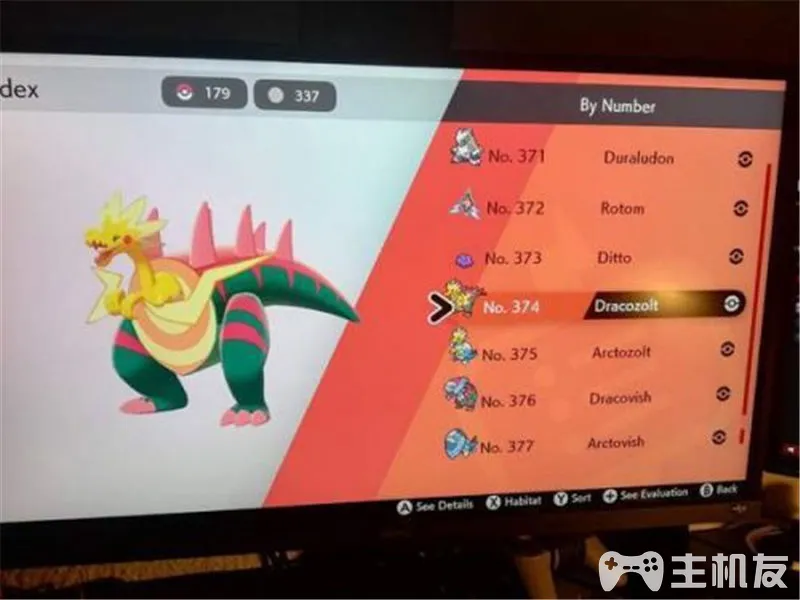 dex
179
337
By Number
No. 371 Duraludon
No. 372 Rotom
No. 373 Ditto
No. 374 Dracozolt
No. 375 Arctozolt
No. 376 Dracovish
No. 377 Arctovish
A See Details X Habitat Y Sort + See Evaluation B Back
主机友